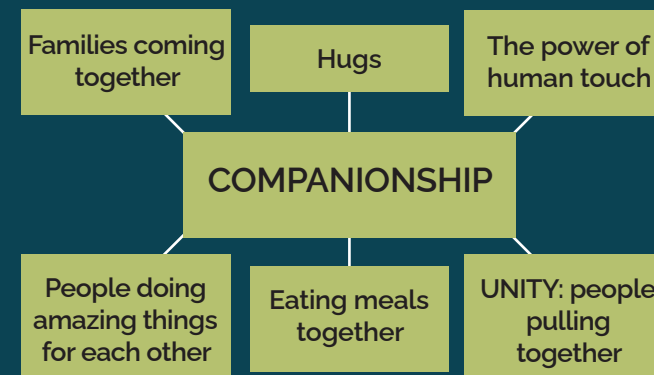 Families coming
together
Hugs
The power of
human touch
COMPANIONSHIP
People doing
amazing things
for each other
Eating meals
together
UNITY: people
pulling
together